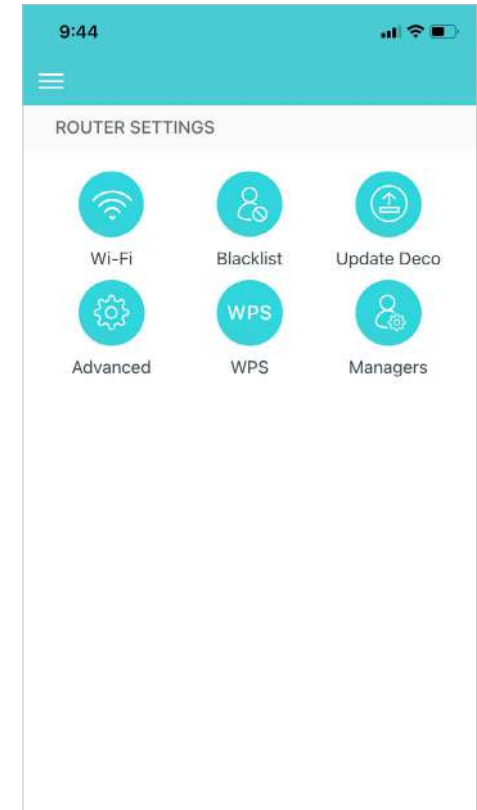 9:44
ROUTER SETTINGS
Wi-Fi Blacklist Update Deco
WPS
Advanced WPS Managers